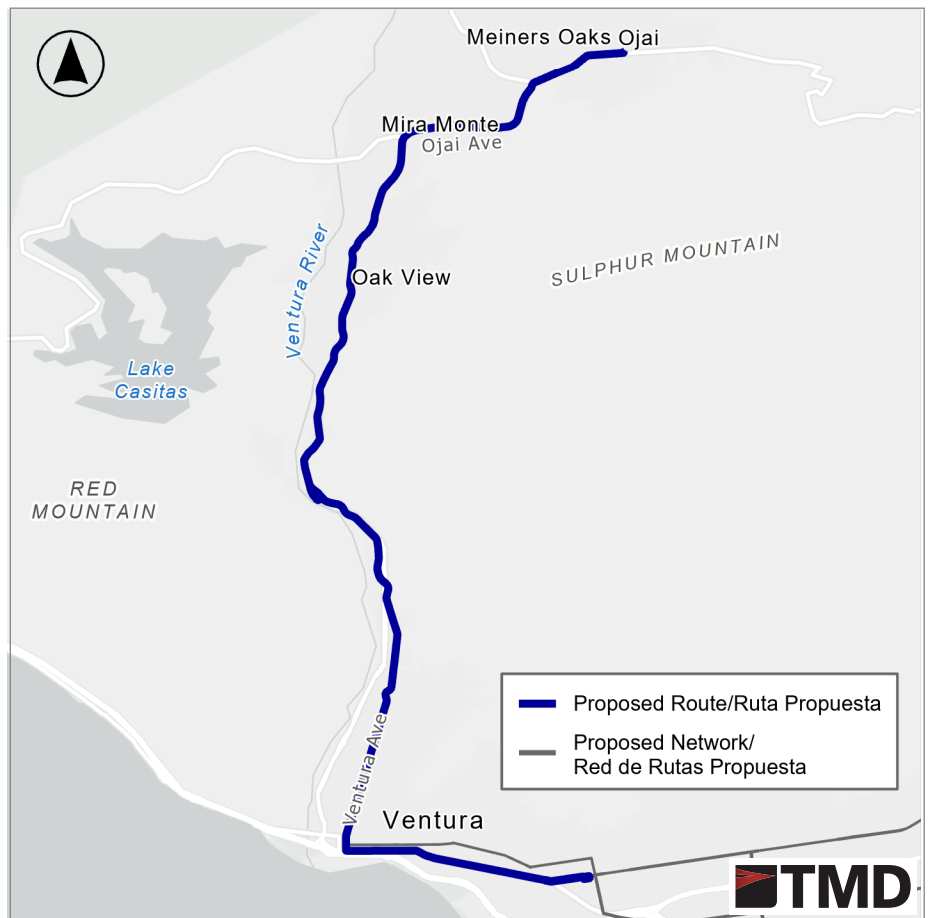 Meiners Oaks Ojai
Mira Monte
Ojai Ave
SULPHUR MOUNTAIN
Ventura River
Oak View
Lake
Casitas
RED
MOUNTAIN
Proposed Route/Ruta Propuesta
Proposed Network/
Red de Rutas Propuesta
Ventura Ave
Ventura
TMD